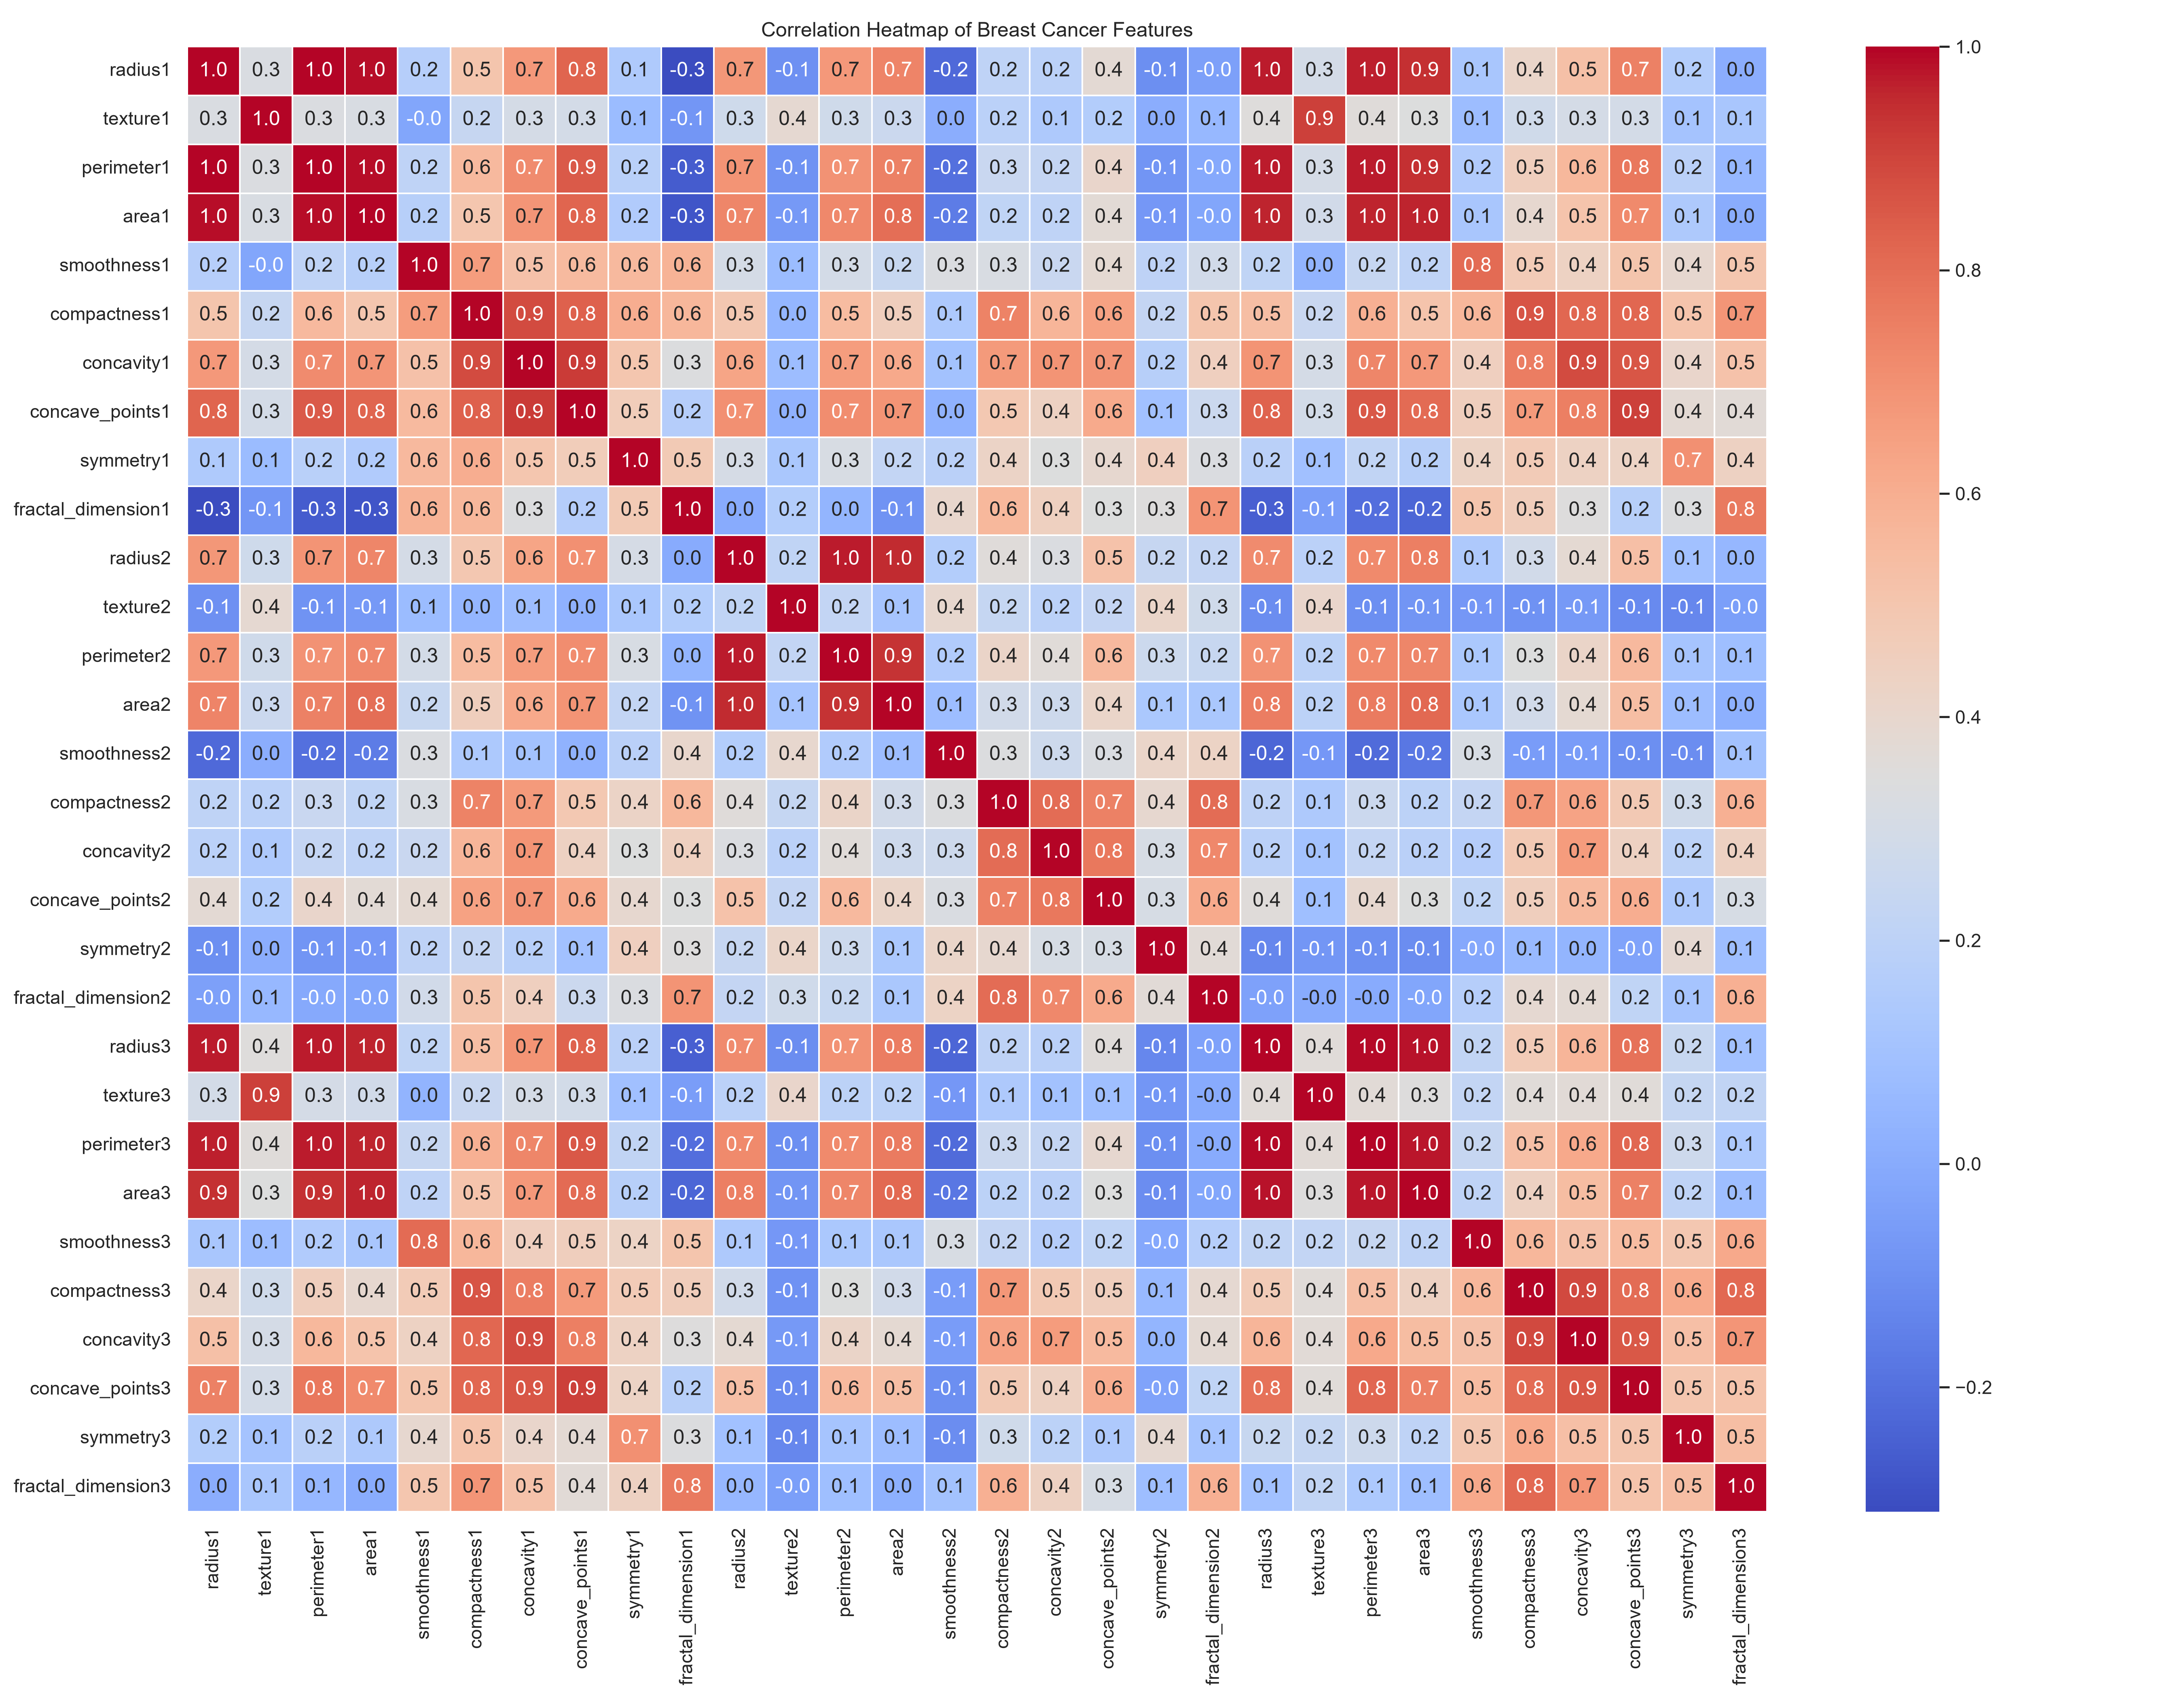 Correlation Heatmap of Breast Cancer Features
radius1 1.0 0.3 1.0 1.0 0.2 0.5 0.7 0.8 0.1 -0.3 0.7 -0.1 0.7 0.7 -0.2 0.2 0.2 0.4 -0.1 -0.0 1.0 0.3 1.0 0.9 0.1 0.4 0.5 0.7 0.2 0.0
texture1 0.3 1.0 0.3 0.3 -0.0 0.2 0.3 0.3 0.1 -0.1 0.3 0.4 0.3 0.3 0.0 0.2 0.1 0.2 0.0 0.1 0.4 0.9 0.4 0.3 0.1 0.3 0.3 0.3 0.1 0.1
perimeter1 1.0 0.3 1.0 1.0 0.2 0.6 0.7 0.9 0.2 -0.3 0.7 -0.1 0.7 0.7 -0.2 0.3 0.2 0.4 -0.1 -0.0 1.0 0.3 1.0 0.9 0.2 0.5 0.6 0.8 0.2 0.1
area1 1.0 0.3 1.0 1.0 0.2 0.5 0.7 0.8 0.2 -0.3 0.7 -0.1 0.7 0.8 -0.2 0.2 0.2 0.4 -0.1 -0.0 1.0 0.3 1.0 1.0 0.1 0.4 0.5 0.7 0.1 0.0
smoothness1 0.2 -0.0 0.2 0.2 1.0 0.7 0.5 0.6 0.6 0.6 0.3 0.1 0.3 0.2 0.3 0.3 0.2 0.4 0.2 0.3 0.2 0.0 0.2 0.2 0.8 0.5 0.4 0.5 0.4 0.5
compactness1 0.5 0.2 0.6 0.5 0.7 1.0 0.9 0.8 0.6 0.6 0.5 0.0 0.5 0.5 0.1 0.7 0.6 0.6 0.2 0.5 0.5 0.2 0.6 0.5 0.6 0.9 0.8 0.8 0.5 0.7
concavity1 0.7 0.3 0.7 0.7 0.5 0.9 1.0 0.9 0.5 0.3 0.6 0.1 0.7 0.6 0.1 0.7 0.7 0.7 0.2 0.4 0.7 0.3 0.7 0.7 0.4 0.8 0.9 0.9 0.4 0.5
concave_points1 0.8 0.3 0.9 0.8 0.6 0.8 0.9 1.0 0.5 0.2 0.7 0.0 0.7 0.7 0.0 0.5 0.4 0.6 0.1 0.3 0.8 0.3 0.9 0.8 0.5 0.7 0.8 0.9 0.4 0.4
symmetry1 0.1 0.1 0.2 0.2 0.6 0.6 0.5 0.5 1.0 0.5 0.3 0.1 0.3 0.2 0.2 0.4 0.3 0.4 0.4 0.3 0.2 0.1 0.2 0.2 0.4 0.5 0.4 0.4 0.7 0.4
fractal_dimension1 -0.3 -0.1 -0.3 -0.3 0.6 0.6 0.3 0.2 0.5 1.0 0.0 0.2 0.0 -0.1 0.4 0.6 0.4 0.3 0.3 0.7 -0.3 -0.1 -0.2 -0.2 0.5 0.5 0.3 0.2 0.3 0.8
radius2 0.7 0.3 0.7 0.7 0.3 0.5 0.6 0.7 0.3 0.0 1.0 0.2 1.0 1.0 0.2 0.4 0.3 0.5 0.2 0.2 0.7 0.2 0.7 0.8 0.1 0.3 0.4 0.5 0.1 0.0
texture2 -0.1 0.4 -0.1 -0.1 0.1 0.0 0.1 0.0 0.1 0.2 0.2 1.0 0.2 0.1 0.4 0.2 0.2 0.2 0.4 0.3 -0.1 0.4 -0.1 -0.1 -0.1 -0.1 -0.1 -0.1 -0.1 -0.0
perimeter2 0.7 0.3 0.7 0.7 0.3 0.5 0.7 0.7 0.3 0.0 1.0 0.2 1.0 0.9 0.2 0.4 0.4 0.6 0.3 0.2 0.7 0.2 0.7 0.7 0.1 0.3 0.4 0.6 0.1 0.1
area2 0.7 0.3 0.7 0.8 0.2 0.5 0.6 0.7 0.2 -0.1 1.0 0.1 0.9 1.0 0.1 0.3 0.3 0.4 0.1 0.1 0.8 0.2 0.8 0.8 0.1 0.3 0.4 0.5 0.1 0.0
smoothness2 -0.2 0.0 -0.2 -0.2 0.3 0.1 0.1 0.0 0.2 0.4 0.2 0.4 0.2 0.1 1.0 0.3 0.3 0.3 0.4 0.4 -0.2 -0.1 -0.2 -0.2 0.3 -0.1 -0.1 -0.1 -0.1 0.1
compactness2 0.2 0.2 0.3 0.2 0.3 0.7 0.7 0.5 0.4 0.6 0.4 0.2 0.4 0.3 0.3 1.0 0.8 0.7 0.4 0.8 0.2 0.1 0.3 0.2 0.2 0.7 0.6 0.5 0.3 0.6
concavity2 0.2 0.1 0.2 0.2 0.2 0.6 0.7 0.4 0.3 0.4 0.3 0.2 0.4 0.3 0.3 0.8 1.0 0.8 0.3 0.7 0.2 0.1 0.2 0.2 0.2 0.5 0.7 0.4 0.2 0.4
concave_points2 0.4 0.2 0.4 0.4 0.4 0.6 0.7 0.6 0.4 0.3 0.5 0.2 0.6 0.4 0.3 0.7 0.8 1.0 0.3 0.6 0.4 0.1 0.4 0.3 0.2 0.5 0.5 0.6 0.1 0.3
symmetry2 -0.1 0.0 -0.1 -0.1 0.2 0.2 0.2 0.1 0.4 0.3 0.2 0.4 0.3 0.1 0.4 0.4 0.3 0.3 1.0 0.4 -0.1 -0.1 -0.1 -0.1 -0.0 0.1 0.0 -0.0 0.4 0.1
fractal_dimension2 -0.0 0.1 -0.0 -0.0 0.3 0.5 0.4 0.3 0.3 0.7 0.2 0.3 0.2 0.1 0.4 0.8 0.7 0.6 0.4 1.0 -0.0 -0.0 -0.0 -0.0 0.2 0.4 0.4 0.2 0.1 0.6
radius3 1.0 0.4 1.0 1.0 0.2 0.5 0.7 0.8 0.2 -0.3 0.7 -0.1 0.7 0.8 -0.2 0.2 0.2 0.4 -0.1 -0.0 1.0 0.4 1.0 1.0 0.2 0.5 0.6 0.8 0.2 0.1
texture3 0.3 0.9 0.3 0.3 0.0 0.2 0.3 0.3 0.1 -0.1 0.2 0.4 0.2 0.2 -0.1 0.1 0.1 0.1 -0.1 -0.0 0.4 1.0 0.4 0.3 0.2 0.4 0.4 0.4 0.2 0.2
perimeter3 1.0 0.4 1.0 1.0 0.2 0.6 0.7 0.9 0.2 -0.2 0.7 -0.1 0.7 0.8 -0.2 0.3 0.2 0.4 -0.1 -0.0 1.0 0.4 1.0 1.0 0.2 0.5 0.6 0.8 0.3 0.1
area3 0.9 0.3 0.9 1.0 0.2 0.5 0.7 0.8 0.2 -0.2 0.8 -0.1 0.7 0.8 -0.2 0.2 0.2 0.3 -0.1 -0.0 1.0 0.3 1.0 1.0 0.2 0.4 0.5 0.7 0.2 0.1
smoothness3 0.1 0.1 0.2 0.1 0.8 0.6 0.4 0.5 0.4 0.5 0.1 -0.1 0.1 0.1 0.3 0.2 0.2 0.2 -0.0 0.2 0.2 0.2 0.2 0.2 1.0 0.6 0.5 0.5 0.5 0.6
compactness3 0.4 0.3 0.5 0.4 0.5 0.9 0.8 0.7 0.5 0.5 0.3 -0.1 0.3 0.3 -0.1 0.7 0.5 0.5 0.1 0.4 0.5 0.4 0.5 0.4 0.6 1.0 0.9 0.8 0.6 0.8
concavity3 0.5 0.3 0.6 0.5 0.4 0.8 0.9 0.8 0.4 0.3 0.4 -0.1 0.4 0.4 -0.1 0.6 0.7 0.5 0.0 0.4 0.6 0.4 0.6 0.5 0.5 0.9 1.0 0.9 0.5 0.7
concave_points3 0.7 0.3 0.8 0.7 0.5 0.8 0.9 0.9 0.4 0.2 0.5 -0.1 0.6 0.5 -0.1 0.5 0.4 0.6 -0.0 0.2 0.8 0.4 0.8 0.7 0.5 0.8 0.9 1.0 0.5 0.5
symmetry3 0.2 0.1 0.2 0.1 0.4 0.5 0.4 0.4 0.7 0.3 0.1 -0.1 0.1 0.1 -0.1 0.3 0.2 0.1 0.4 0.1 0.2 0.2 0.3 0.2 0.5 0.6 0.5 0.5 1.0 0.5
fractal_dimension3 0.0 0.1 0.1 0.0 0.5 0.7 0.5 0.4 0.4 0.8 0.0 -0.0 0.1 0.0 0.1 0.6 0.4 0.3 0.1 0.6 0.1 0.2 0.1 0.1 0.6 0.8 0.7 0.5 0.5 1.0
radius1
texture1
perimeter1
area1
smoothness1
compactness1
concavity1
concave_points1
symmetry1
fractal_dimension1
radius2
texture2
perimeter2
area2
smoothness2
compactness2
concavity2
concave_points2
symmetry2
fractal_dimension2
radius3
texture3
perimeter3
area3
smoothness3
compactness3
concavity3
concave_points3
symmetry3
fractal_dimension3
1.0
0.8
0.6
0.4
0.2
0.0
−0.2